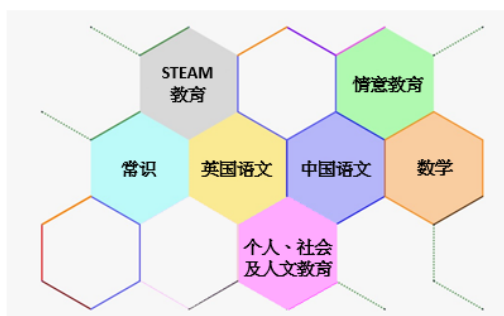 STEAM
教育
情意教育
常识
英国语文
中国语文
数学
个人、社会
及人文教育